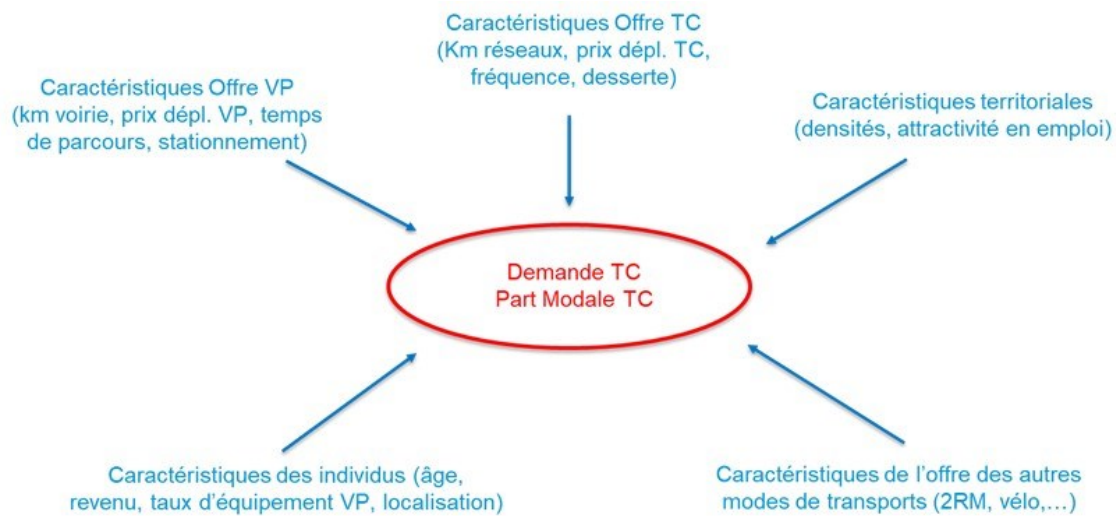 Caractéristiques Offre TC
(Km réseaux, prix dépl. TC,
fréquence, desserte)
Caractéristiques Offre VP
(km voirie, prix dépl. VP, temps
de parcours, stationnement)
Caractéristiques territoriales
(densités, attractivité en emploi)
Demande TC
Part Modale TC
Caractéristiques des individus (âge,
revenu, taux d'équipement VP, localisation)
Caractéristiques de l'offre des autres
modes de transports (2RM, vélo,…)